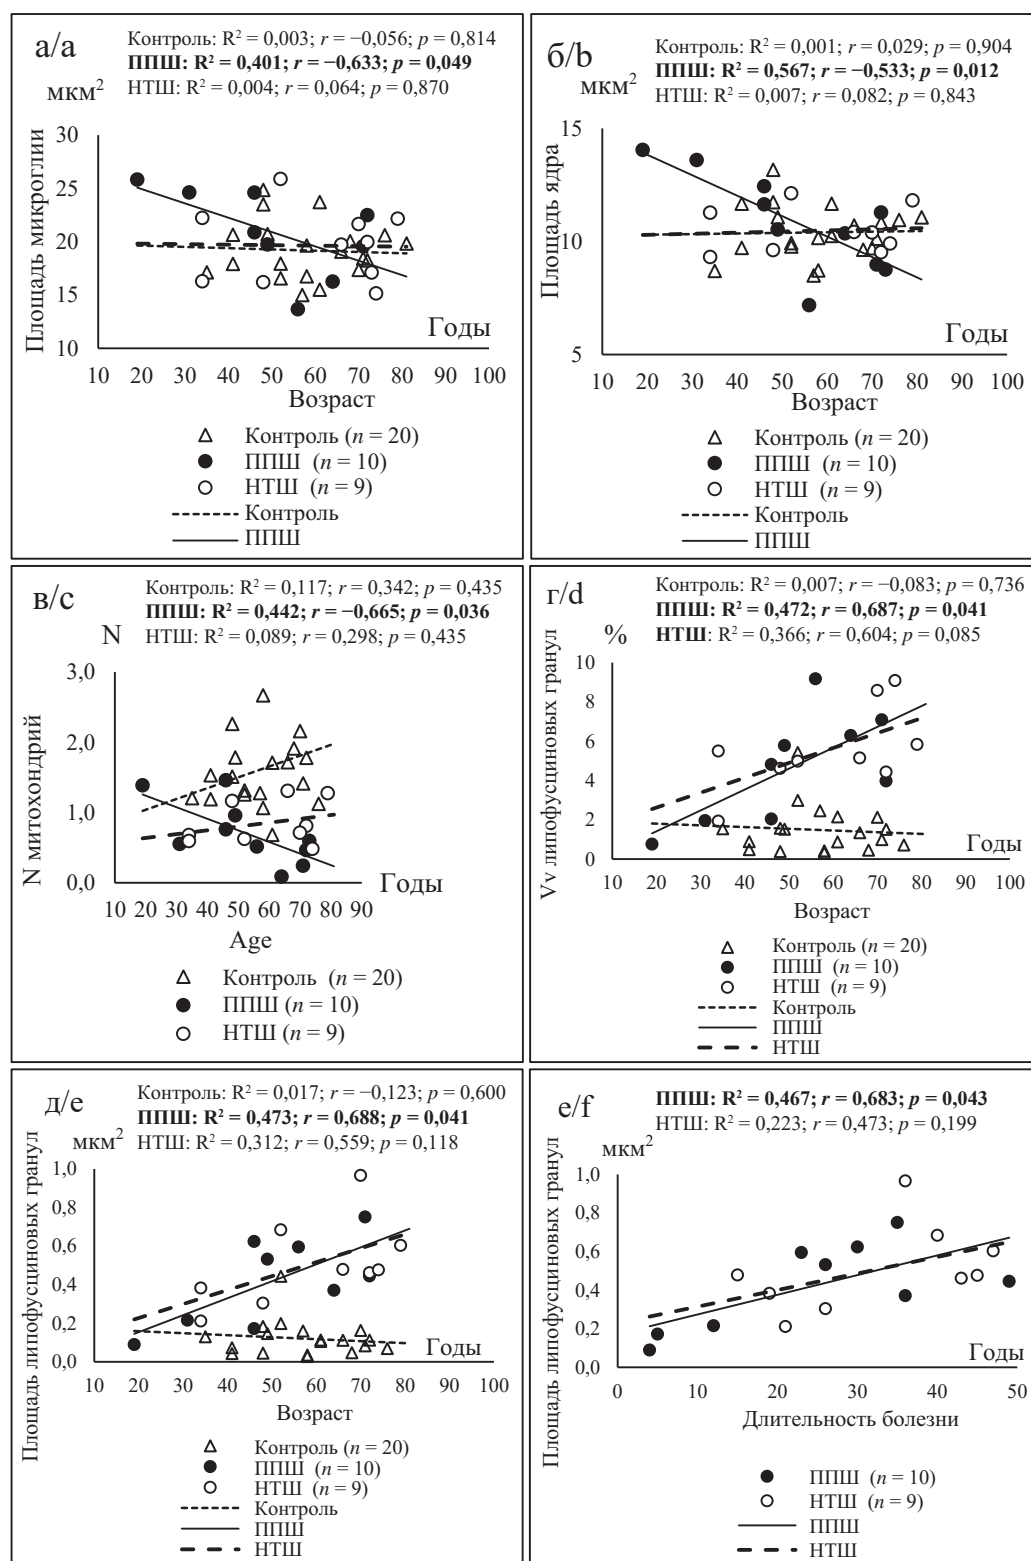 а/a
Контроль: R² = 0,003; r = −0,056; p = 0,814
ППШ: R² = 0,401; r = −0,633; p = 0,049
НТШ: R² = 0,004; r = 0,064; p = 0,870
мкм²
Площадь микроглии
30
25
20
15
10
Годы
10 20 30 40 50 60 70 80 90 100
Возраст
Контроль (n = 20)
ППШ (n = 10)
НТШ (n = 9)
Контроль
ППШ
б/b
Контроль: R² = 0,001; r = 0,029; p = 0,904
ППШ: R² = 0,567; r = −0,533; p = 0,012
НТШ: R² = 0,007; r = 0,082; p = 0,843
мкм²
Площадь ядра
15
10
5
Годы
10 20 30 40 50 60 70 80 90 100
Возраст
Контроль (n = 20)
ППШ (n = 10)
НТШ (n = 9)
Контроль
ППШ
в/c
Контроль: R² = 0,117; r = 0,342; p = 0,435
ППШ: R² = 0,442; r = −0,665; p = 0,036
НТШ: R² = 0,089; r = 0,298; p = 0,435
N
N митохондрий
3,0
2,0
1,0
0,0
Годы
10 20 30 40 50 60 70 80 90
Age
Контроль (n = 20)
ППШ (n = 10)
НТШ (n = 9)
г/d
Контроль: R² = 0,007; r = −0,083; p = 0,736
ППШ: R² = 0,472; r = 0,687; p = 0,041
НТШ: R² = 0,366; r = 0,604; p = 0,085
%
Vv липофусциновых гранул
10
8
6
4
2
0
Годы
10 20 30 40 50 60 70 80 90 100
Возраст
Контроль (n = 20)
ППШ (n = 10)
НТШ (n = 9)
Контроль
ППШ
НТШ
д/e
Контроль: R² = 0,017; r = −0,123; p = 0,600
ППШ: R² = 0,473; r = 0,688; p = 0,041
НТШ: R² = 0,312; r = 0,559; p = 0,118
мкм²
Площадь липофусциновых гранул
1,0
0,8
0,6
0,4
0,2
0,0
Годы
10 20 30 40 50 60 70 80 90 100
Возраст
Контроль (n = 20)
ППШ (n = 10)
НТШ (n = 9)
Контроль
ППШ
НТШ
е/f
ППШ: R² = 0,467; r = 0,683; p = 0,043
НТШ: R² = 0,223; r = 0,473; p = 0,199
мкм²
Площадь липофусциновых гранул
1,0
0,8
0,6
0,4
0,2
0,0
Годы
0 10 20 30 40 50
Длительность болезни
ППШ (n = 10)
НТШ (n = 9)
ППШ
НТШ